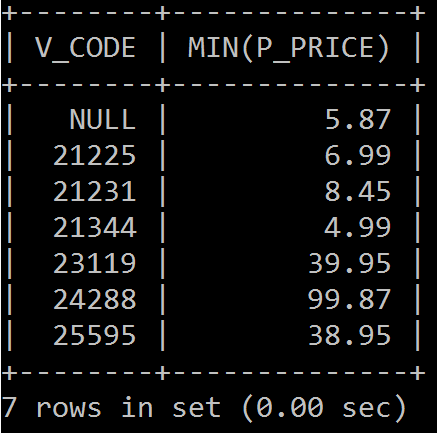 +--------+--------------+
| V_CODE | MIN(P_PRICE) |
+--------+--------------+
|   NULL |         5.87 |
|  21225 |         6.99 |
|  21231 |         8.45 |
|  21344 |         4.99 |
|  23119 |        39.95 |
|  24288 |        99.87 |
|  25595 |        38.95 |
+--------+--------------+
7 rows in set (0.00 sec)